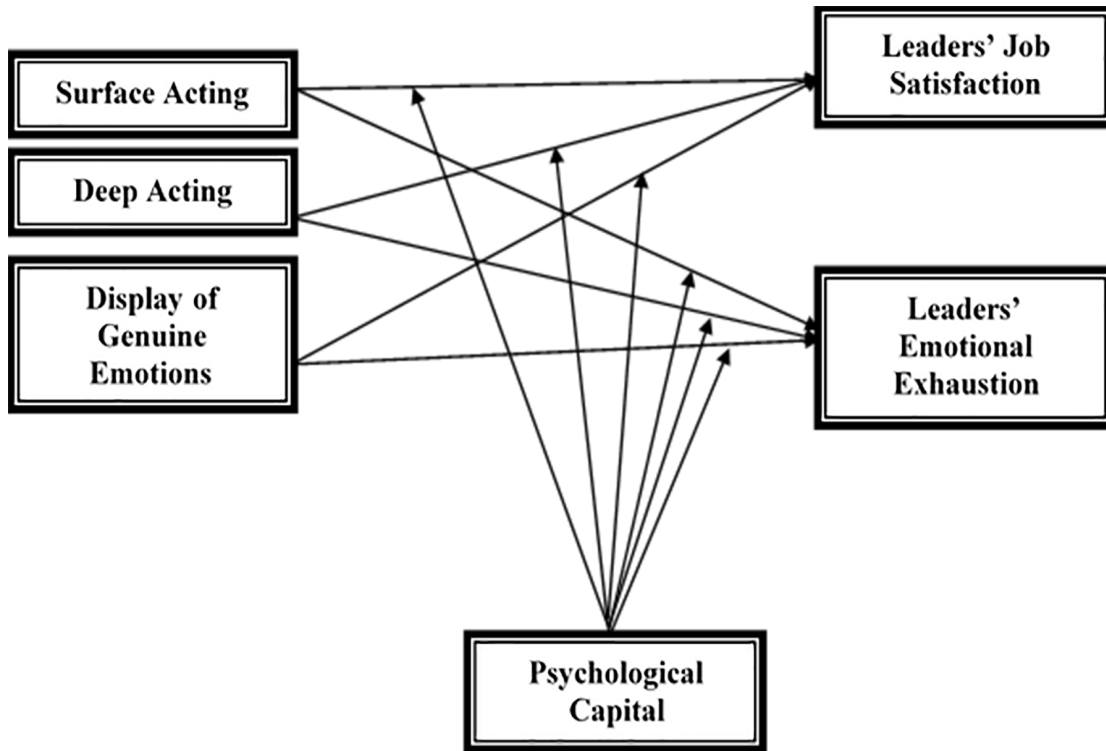 Surface Acting
Deep Acting
Display of
Genuine
Emotions
Leaders’ Job
Satisfaction
Leaders’
Emotional
Exhaustion
Psychological
Capital